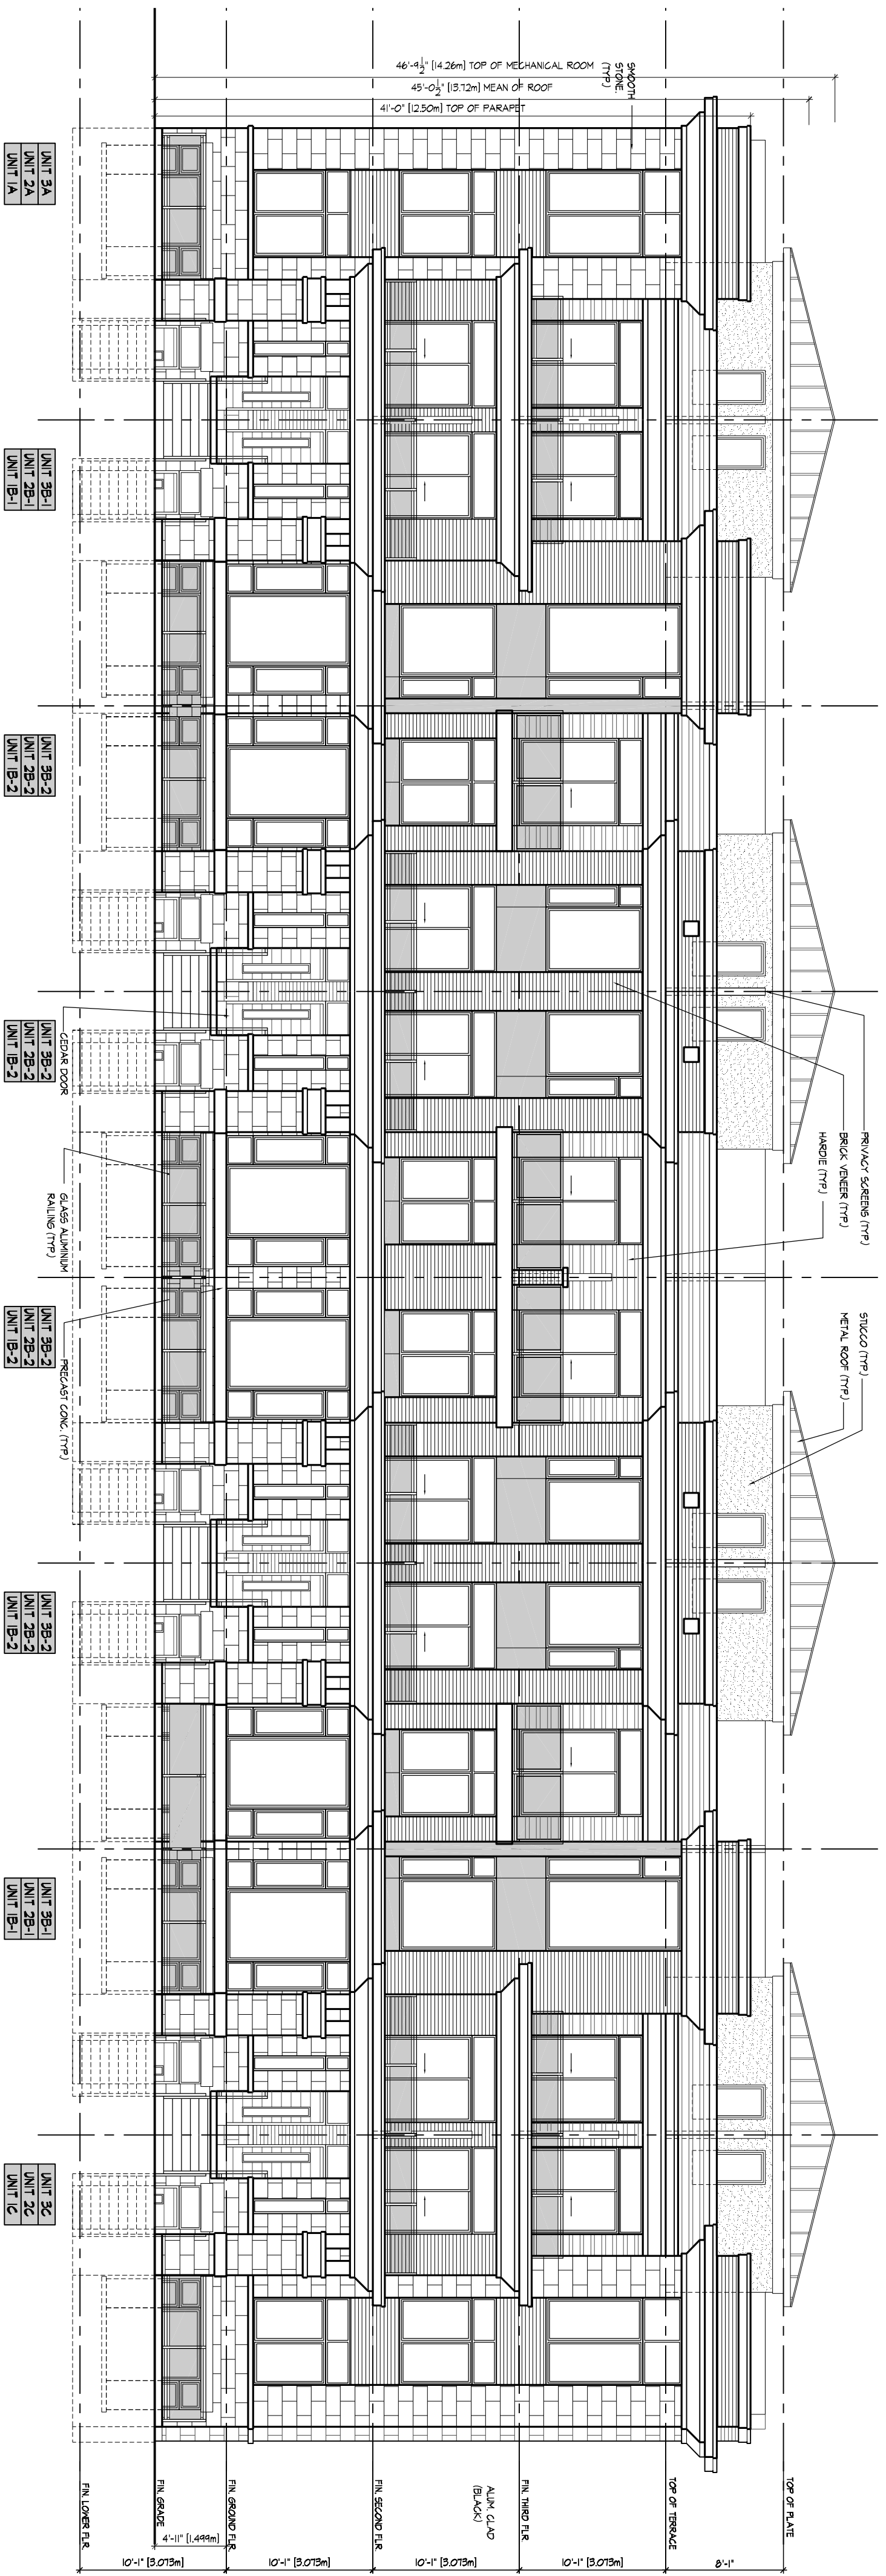 46'-9½" [14.26m] TOP OF MECHANICAL ROOM
45'-0½" [13.72m] MEAN OF ROOF
41'-0" [12.50m] TOP OF PARAPET
SMOOTH
STONE.
(TYP.)
PRIVACY SCREENS (TYP.)
BRICK VENEER (TYP.)
HARDIE (TYP.)
STUCCO (TYP.)
METAL ROOF (TYP.)
CEDAR DOOR
GLASS ALUMINIUM
RAILING (TYP.)
PRECAST CONC. (TYP.)
ALUM. CLAD
(BLACK)
TOP OF PLATE
TOP OF TERRACE
FIN. THIRD FLR
FIN. SECOND FLR
FIN. GROUND FLR.
FIN. GRADE
FIN. LOWER FLR.
8'-1"
10'-1" [3.073m]
10'-1" [3.073m]
10'-1" [3.073m]
10'-1" [3.073m]
4'-11" [1.499m]
UNIT 3A
UNIT 2A
UNIT 1A
UNIT 3B-1
UNIT 2B-1
UNIT 1B-1
UNIT 3B-2
UNIT 2B-2
UNIT 1B-2
UNIT 3B-2
UNIT 2B-2
UNIT 1B-2
UNIT 3B-2
UNIT 2B-2
UNIT 1B-2
UNIT 3B-2
UNIT 2B-2
UNIT 1B-2
UNIT 3B-1
UNIT 2B-1
UNIT 1B-1
UNIT 3C
UNIT 2C
UNIT 1C